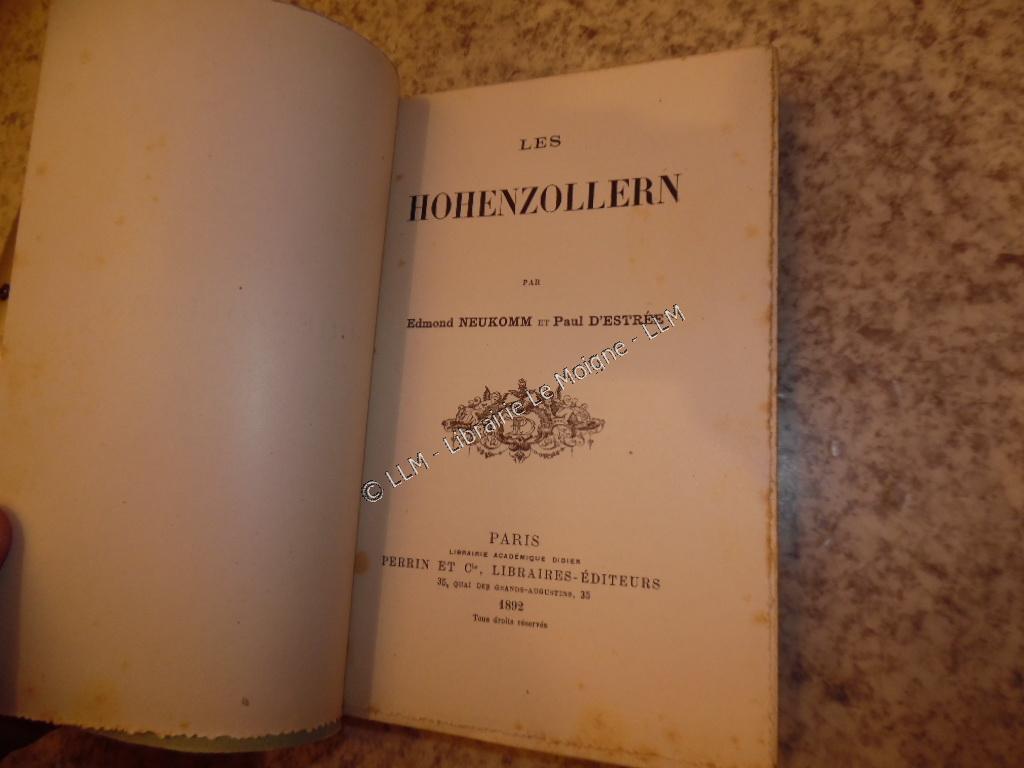 LES
HOHENZOLLERN
PAR
Edmond NEUKOMM ET Paul D'ESTRÉE
© LLM - Librairie Le Moigne - LLM
P
PARIS
LIBRAIRIE ACADÉMIQUE DIDIER
PERRIN ET Cie, LIBRAIRES-ÉDITEURS
35, QUAI DES GRANDS-AUGUSTINS, 35
1892
Tous droits réservés